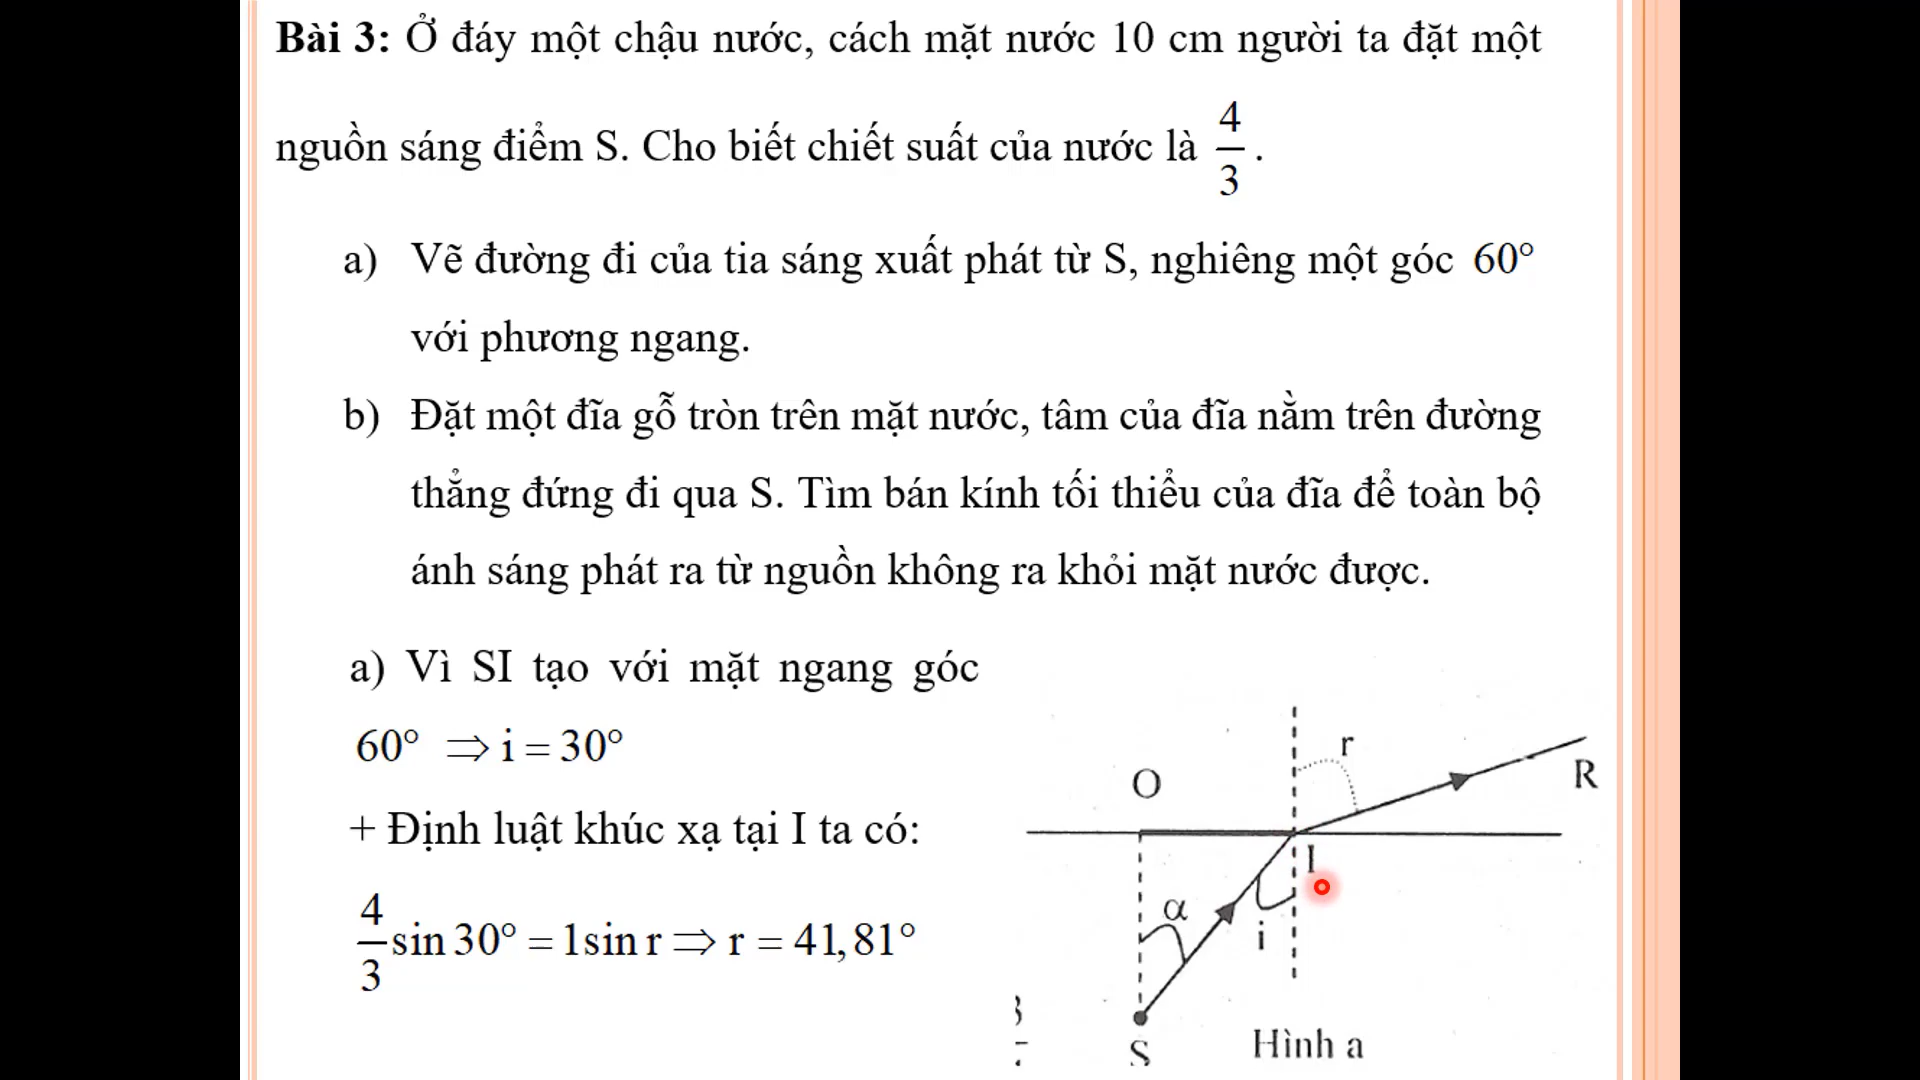 Bài 3: Ở đáy một chậu nước, cách mặt nước 10 cm người ta đặt một
nguồn sáng điểm S. Cho biết chiết suất của nước là 4/3.
a) Vẽ đường đi của tia sáng xuất phát từ S, nghiêng một góc 60°
với phương ngang.
b) Đặt một đĩa gỗ tròn trên mặt nước, tâm của đĩa nằm trên đường
thẳng đứng đi qua S. Tìm bán kính tối thiểu của đĩa để toàn bộ
ánh sáng phát ra từ nguồn không ra khỏi mặt nước được.
a) Vì SI tạo với mặt ngang góc
60° ⇒ i = 30°
+ Định luật khúc xạ tại I ta có:
4/3 sin 30° = 1sin r ⇒ r = 41,81°
r
O
R
I
α
i
S
Hình a